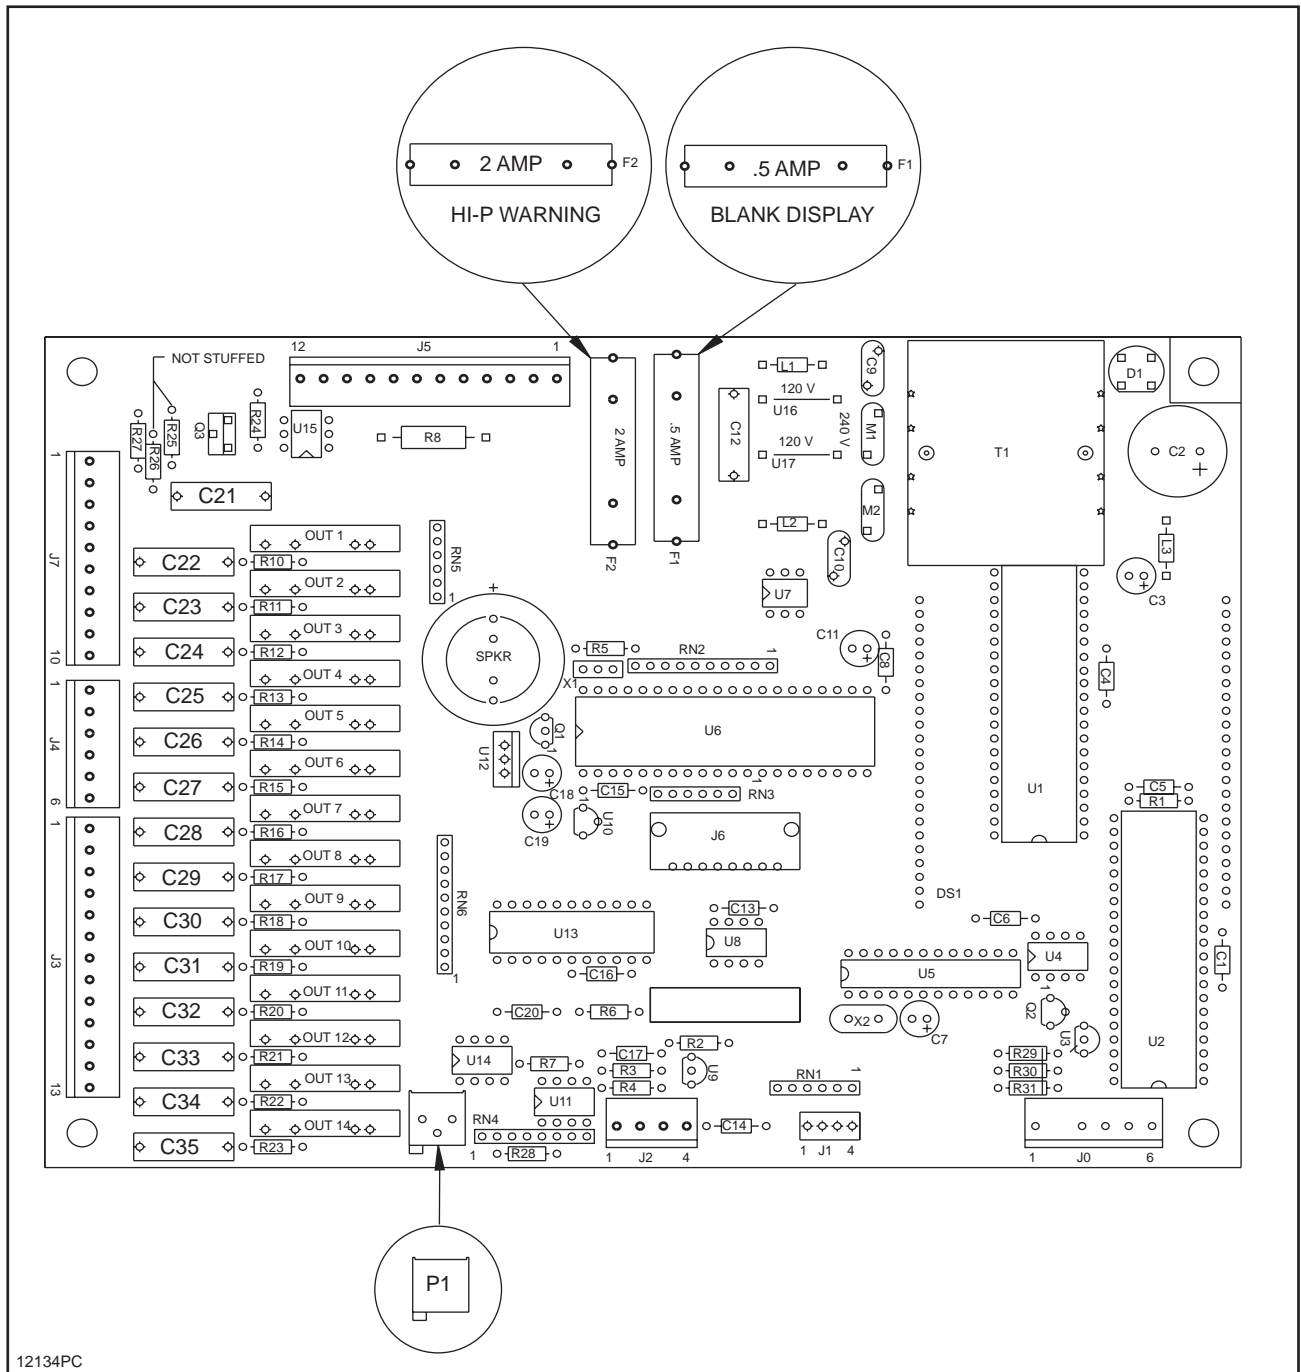 2 AMP F2
HI-P WARNING
.5 AMP F1
BLANK DISPLAY
NOT STUFFED
12 J5 1
R27
R26
R25
Q3
R24
U15
R8
2 AMP
F2
.5 AMP
F1
C12
L1
120 V
U16
120 V
U17
240 V
L2
C9
M1
M2
C10
T1
D1
C2
+
L3
C3
+
C21
1
J7
10
1
J4
6
1
J3
13
C22
C23
C24
C25
C26
C27
C28
C29
C30
C31
C32
C33
C34
C35
OUT 1
R10
OUT 2
R11
OUT 3
R12
OUT 4
R13
OUT 5
R14
OUT 6
R15
OUT 7
R16
OUT 8
R17
OUT 9
R18
OUT 10
R19
OUT 11
R20
OUT 12
R21
OUT 13
R22
OUT 14
R23
RN5
1
+
SPKR
U7
R5
RN2 1
X1
C11
+
C8
C4
U6
Q1
1
U12
C18
+
C19
+
C15
1
U10
1
RN3
J6
U1
C5
R1
RN6
1
U13
C16
C13
U8
DS1
C6
U5
U4
C1
C20
R6
X2
C7
+
1
Q2
U3
U2
U14
R7
C17
R3
R4
R2
U9
R29
R30
R31
RN1 1
U11
RN4
1
R28
1 J2 4
C14
1 J1 4
1 J0 6
P1
12134PC